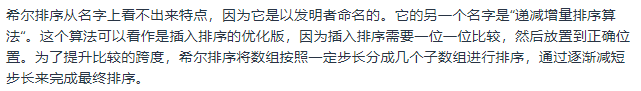 希尔排序从名字上看不出来特点，因为它是以发明者命名的。它的另一个名字是“递减增量排序算
法“。这个算法可以看作是插入排序的优化版，因为插入排序需要一位一位比较，然后放置到正确位
置。为了提升比较的跨度，希尔排序将数组按照一定步长分成几个子数组进行排序，通过逐渐减短
步长来完成最终排序。